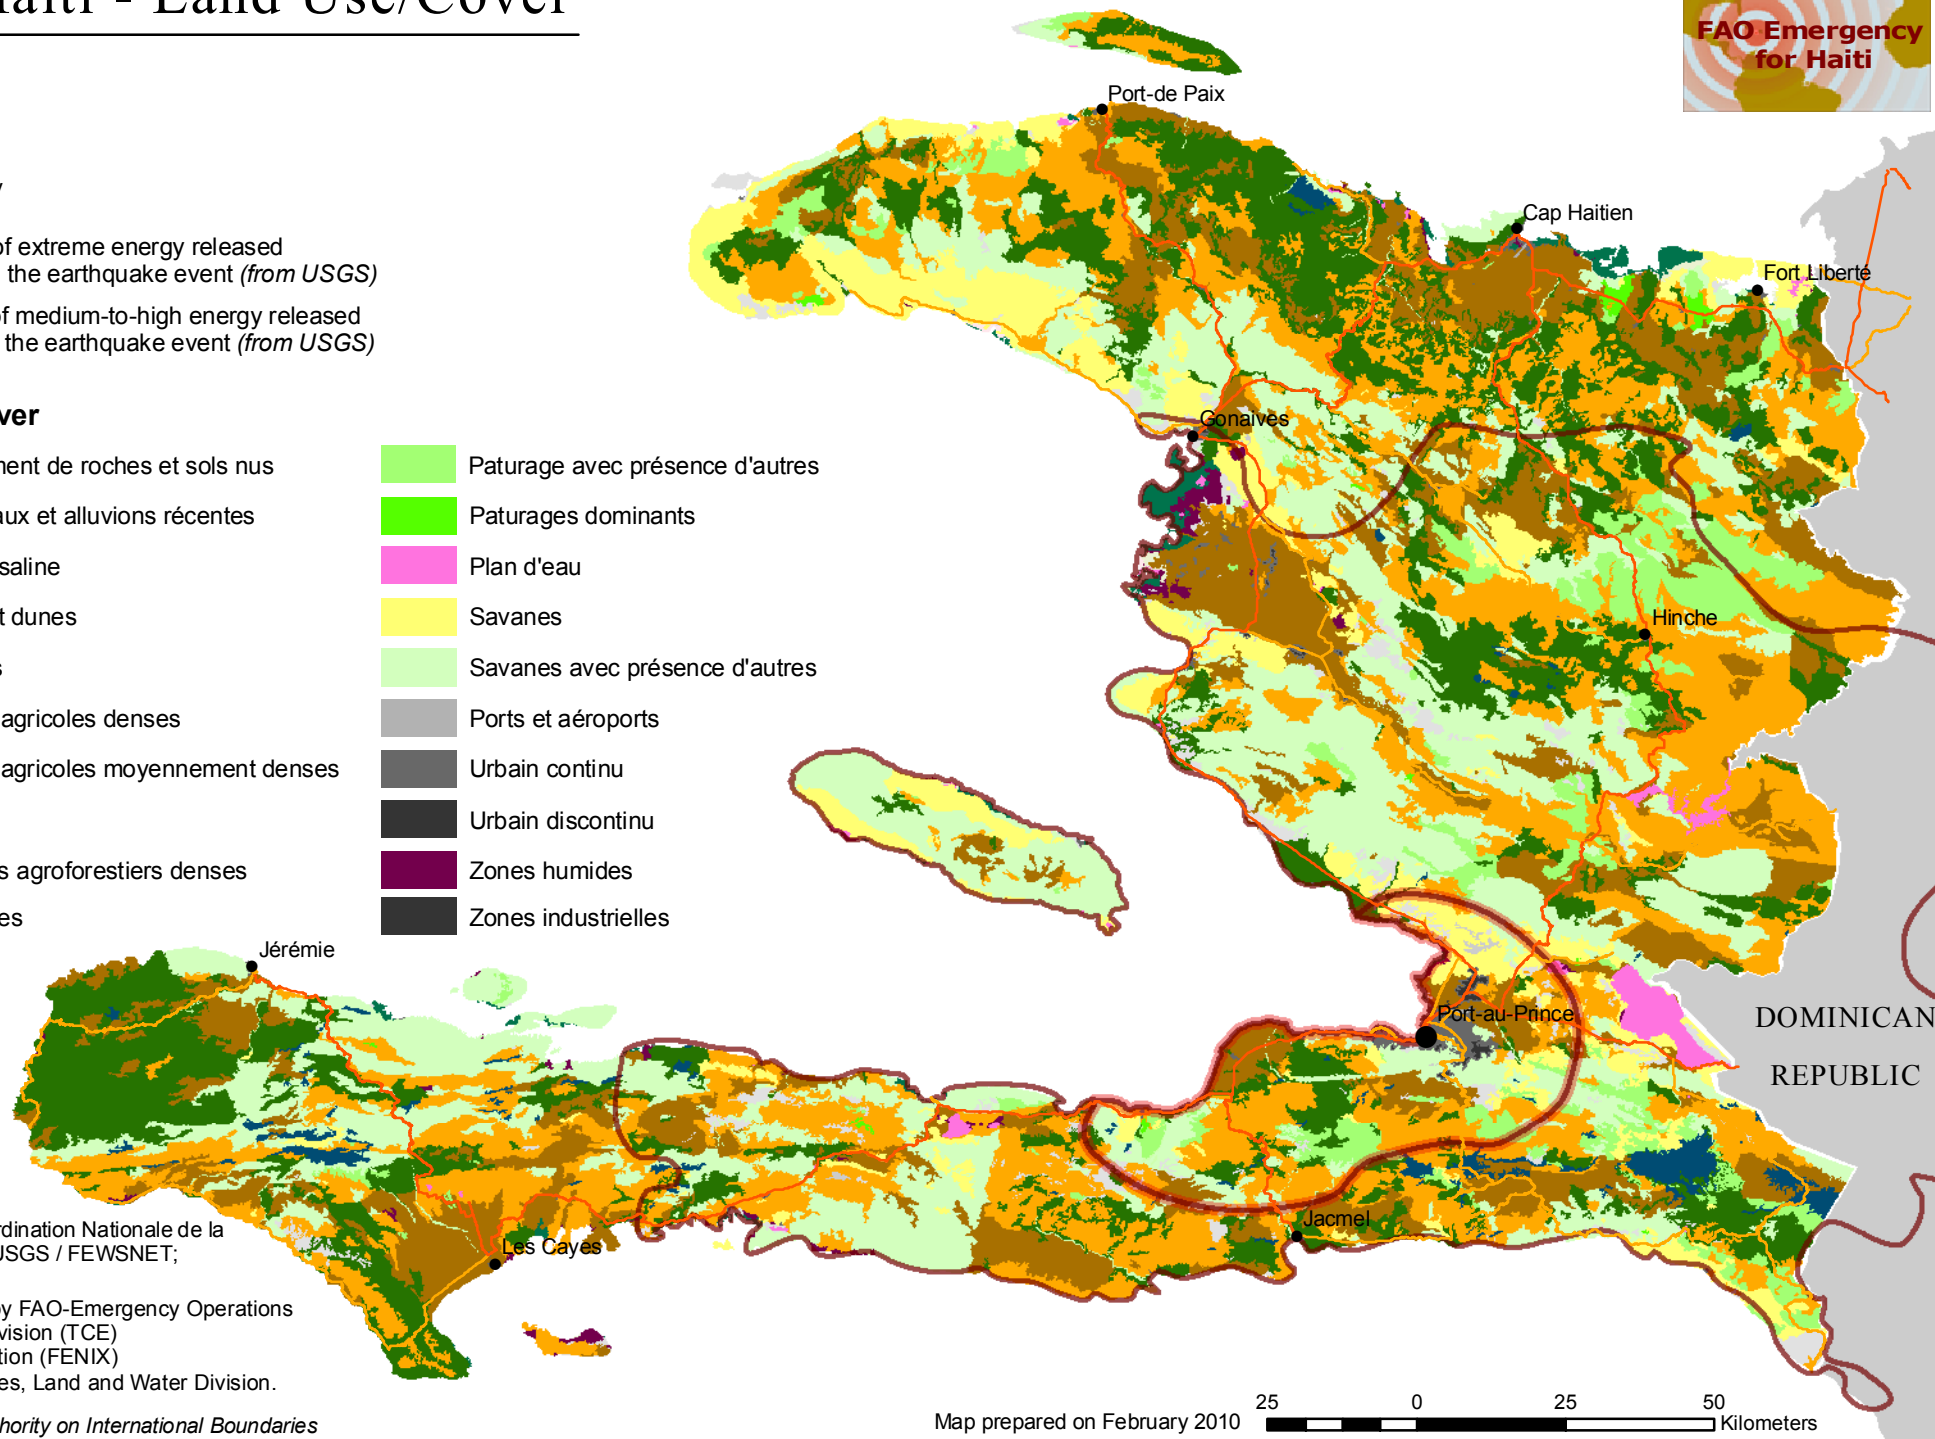 Haiti - Land Use/Cover
FAO Emergency
for Haiti
of extreme energy released
the earthquake event (from USGS)
of medium-to-high energy released
the earthquake event (from USGS)
ver
ment de roches et sols nus
aux et alluvions récentes
saline
t dunes
s
agricoles denses
agricoles moyennement denses
s agroforestiers denses
es
Paturage avec présence d'autres
Paturages dominants
Plan d'eau
Savanes
Savanes avec présence d'autres
Ports et aéroports
Urbain continu
Urbain discontinu
Zones humides
Zones industrielles
Port-de Paix
Cap Haitien
Fort Liberté
Gonaives
Hinche
Jérémie
Port-au-Prince
DOMINICAN
REPUBLIC
Jacmel
Les Cayes
rdination Nationale de la
USGS / FEWSNET;
by FAO-Emergency Operations
vision (TCE)
tion (FENIX)
es, Land and Water Division.
hority on International Boundaries
Map prepared on February 2010
25 0 25 50
Kilometers